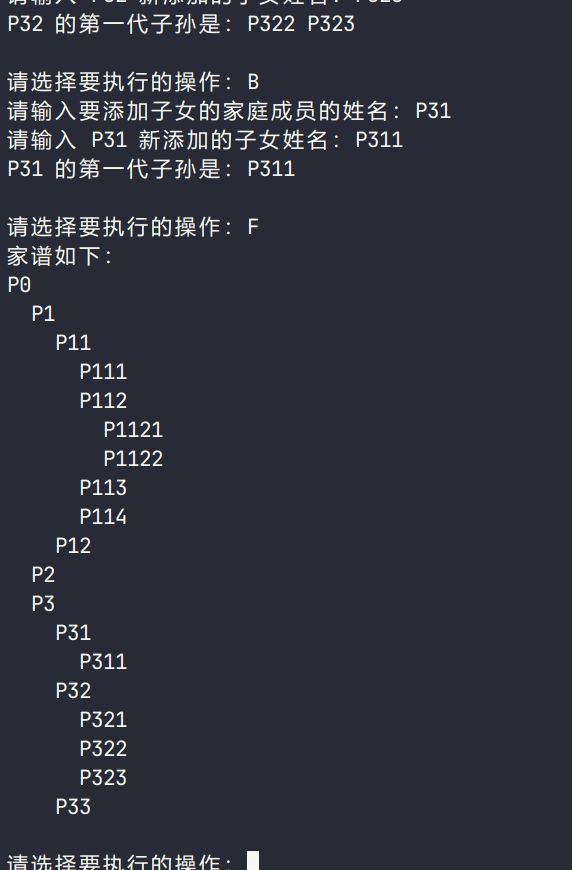 P32 的第一代子孙是: P322 P323
请选择要执行的操作: B
请输入要添加子女的家庭成员的姓名: P31
请输入 P31 新添加的子女姓名: P311
P31 的第一代子孙是: P311
请选择要执行的操作: F
家谱如下:
P0
P1
P11
P111
P112
P1121
P1122
P113
P114
P12
P2
P3
P31
P311
P32
P321
P322
P323
P33
请选择要执行的操作: